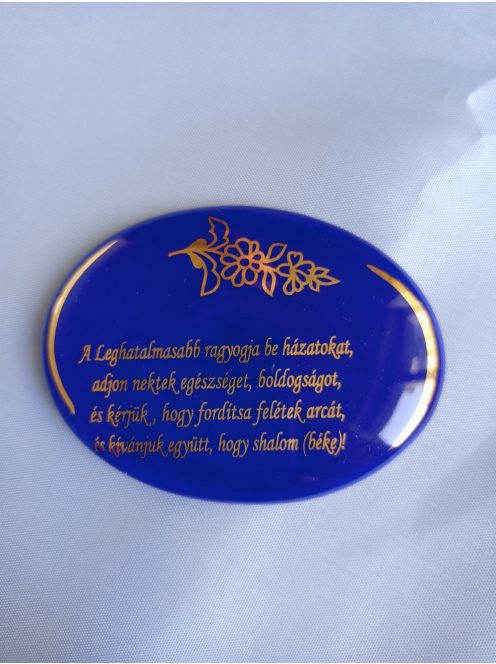 A Leghatalmasabb ragyogja be házatokat,
adjon nektek egészséget, boldogságot,
és kérjük , hogy fordítsa felétek arcát,
és kívánjuk együtt, hogy shalom (béke)!